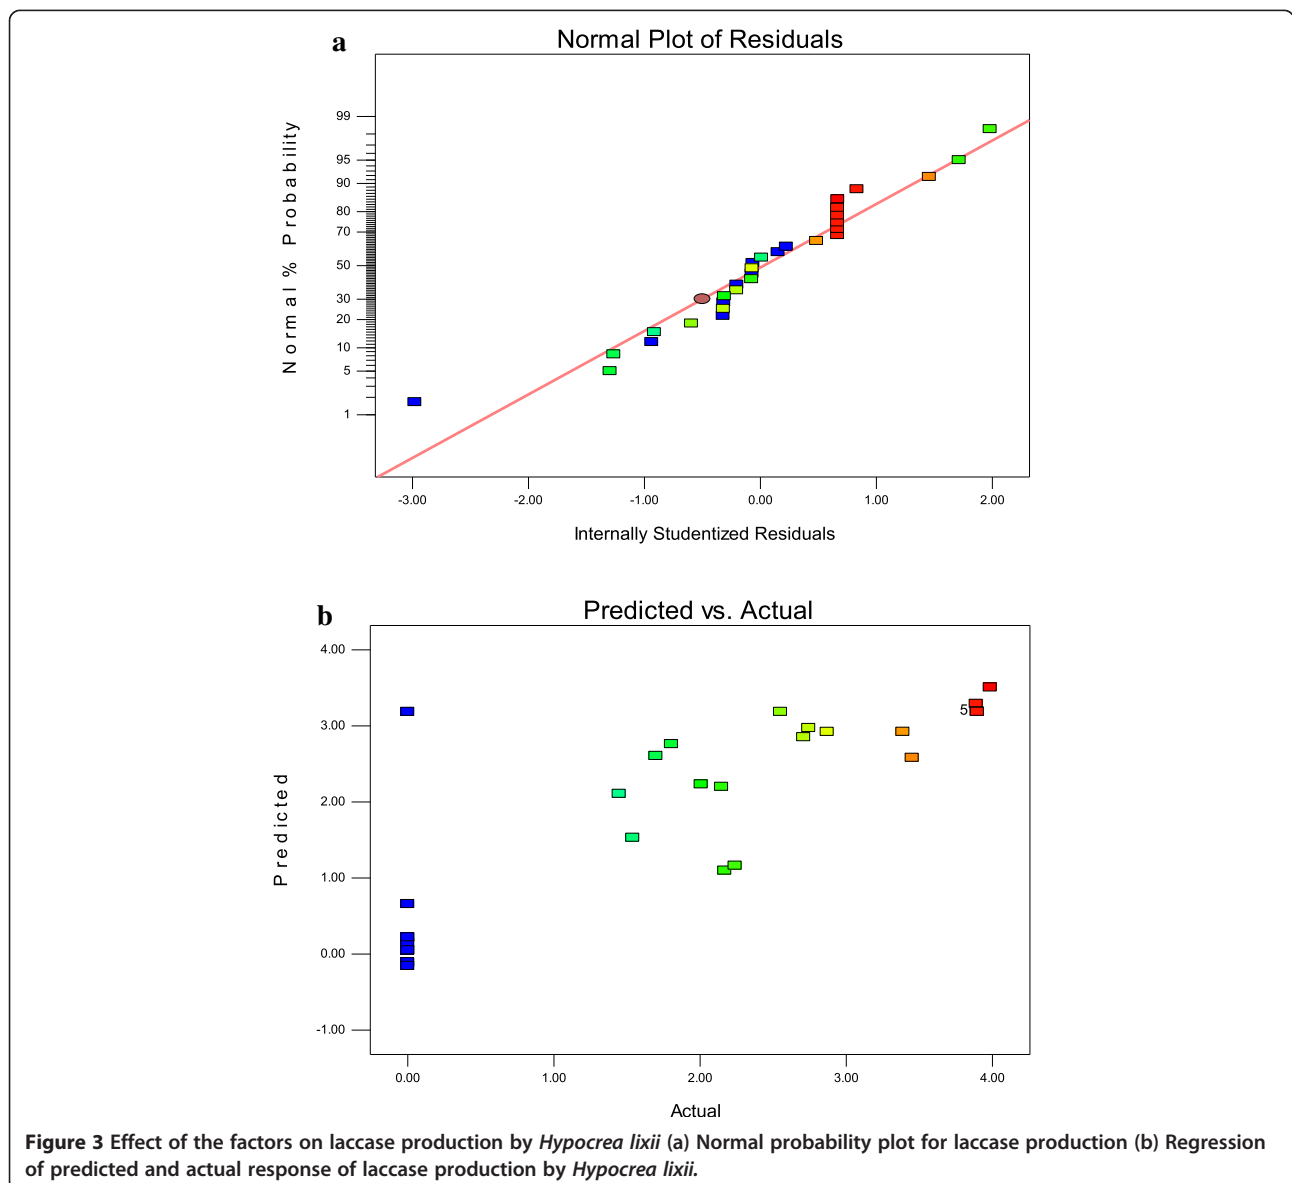 a
Normal Plot of Residuals
Normal % Probability
99
95
90
80
70
50
30
20
10
5
1
-3.00 -2.00 -1.00 0.00 1.00 2.00
Internally Studentized Residuals
b
Predicted vs. Actual
Predicted
4.00
3.00
2.00
1.00
0.00
-1.00
5
0.00 1.00 2.00 3.00 4.00
Actual
Figure 3 Effect of the factors on laccase production by Hypocrea lixii (a) Normal probability plot for laccase production (b) Regression
of predicted and actual response of laccase production by Hypocrea lixii.